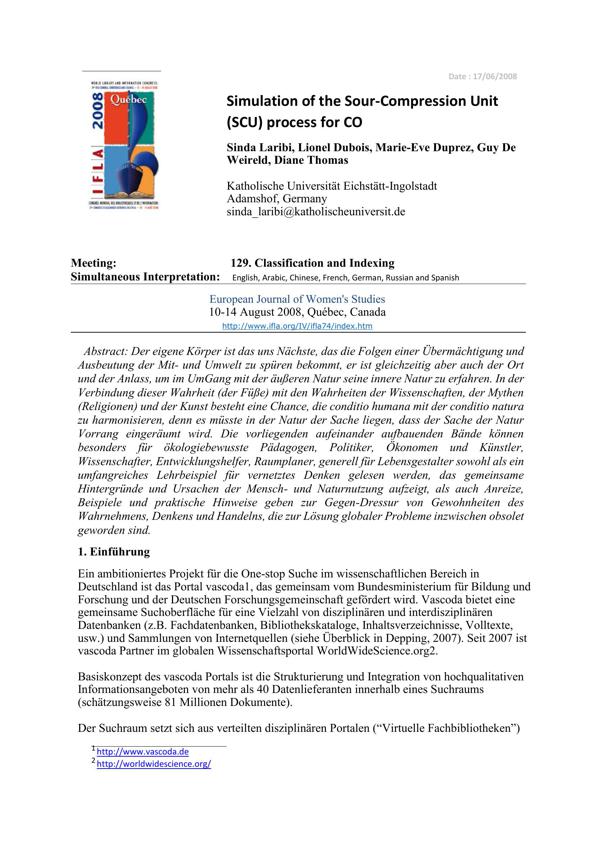 Date : 17/06/2008
WORLD LIBRARY AND INFORMATION CONGRESS:
IFLA 2008
Québec
Simulation of the Sour-Compression Unit
(SCU) process for CO
Sinda Laribi, Lionel Dubois, Marie-Eve Duprez, Guy De
Weireld, Diane Thomas
Katholische Universität Eichstätt-Ingolstadt
Adamshof, Germany
sinda_laribi@katholischeuniversit.de
Meeting: 129. Classification and Indexing
Simultaneous Interpretation: English, Arabic, Chinese, French, German, Russian and Spanish
European Journal of Women's Studies
10-14 August 2008, Québec, Canada
http://www.ifla.org/IV/ifla74/index.htm
Abstract: Der eigene Körper ist das uns Nächste, das die Folgen einer Übermächtigung und
Ausbeutung der Mit- und Umwelt zu spüren bekommt, er ist gleichzeitig aber auch der Ort
und der Anlass, um im UmGang mit der äußeren Natur seine innere Natur zu erfahren. In der
Verbindung dieser Wahrheit (der Füße) mit den Wahrheiten der Wissenschaften, der Mythen
(Religionen) und der Kunst besteht eine Chance, die conditio humana mit der conditio natura
zu harmonisieren, denn es müsste in der Natur der Sache liegen, dass der Sache der Natur
Vorrang eingeräumt wird. Die vorliegenden aufeinander aufbauenden Bände können
besonders für ökologiebewusste Pädagogen, Politiker, Ökonomen und Künstler,
Wissenschafter, Entwicklungshelfer, Raumplaner, generell für Lebensgestalter sowohl als ein
umfangreiches Lehrbeispiel für vernetztes Denken gelesen werden, das gemeinsame
Hintergründe und Ursachen der Mensch- und Naturnutzung aufzeigt, als auch Anreize,
Beispiele und praktische Hinweise geben zur Gegen-Dressur von Gewohnheiten des
Wahrnehmens, Denkens und Handelns, die zur Lösung globaler Probleme inzwischen obsolet
geworden sind.
1. Einführung
Ein ambitioniertes Projekt für die One-stop Suche im wissenschaftlichen Bereich in
Deutschland ist das Portal vascoda1, das gemeinsam vom Bundesministerium für Bildung und
Forschung und der Deutschen Forschungsgemeinschaft gefördert wird. Vascoda bietet eine
gemeinsame Suchoberfläche für eine Vielzahl von disziplinären und interdisziplinären
Datenbanken (z.B. Fachdatenbanken, Bibliothekskataloge, Inhaltsverzeichnisse, Volltexte,
usw.) und Sammlungen von Internetquellen (siehe Überblick in Depping, 2007). Seit 2007 ist
vascoda Partner im globalen Wissenschaftsportal WorldWideScience.org2.
Basiskonzept des vascoda Portals ist die Strukturierung und Integration von hochqualitativen
Informationsangeboten von mehr als 40 Datenlieferanten innerhalb eines Suchraums
(schätzungsweise 81 Millionen Dokumente).
Der Suchraum setzt sich aus verteilten disziplinären Portalen (“Virtuelle Fachbibliotheken”)
1 http://www.vascoda.de
2 http://worldwidescience.org/